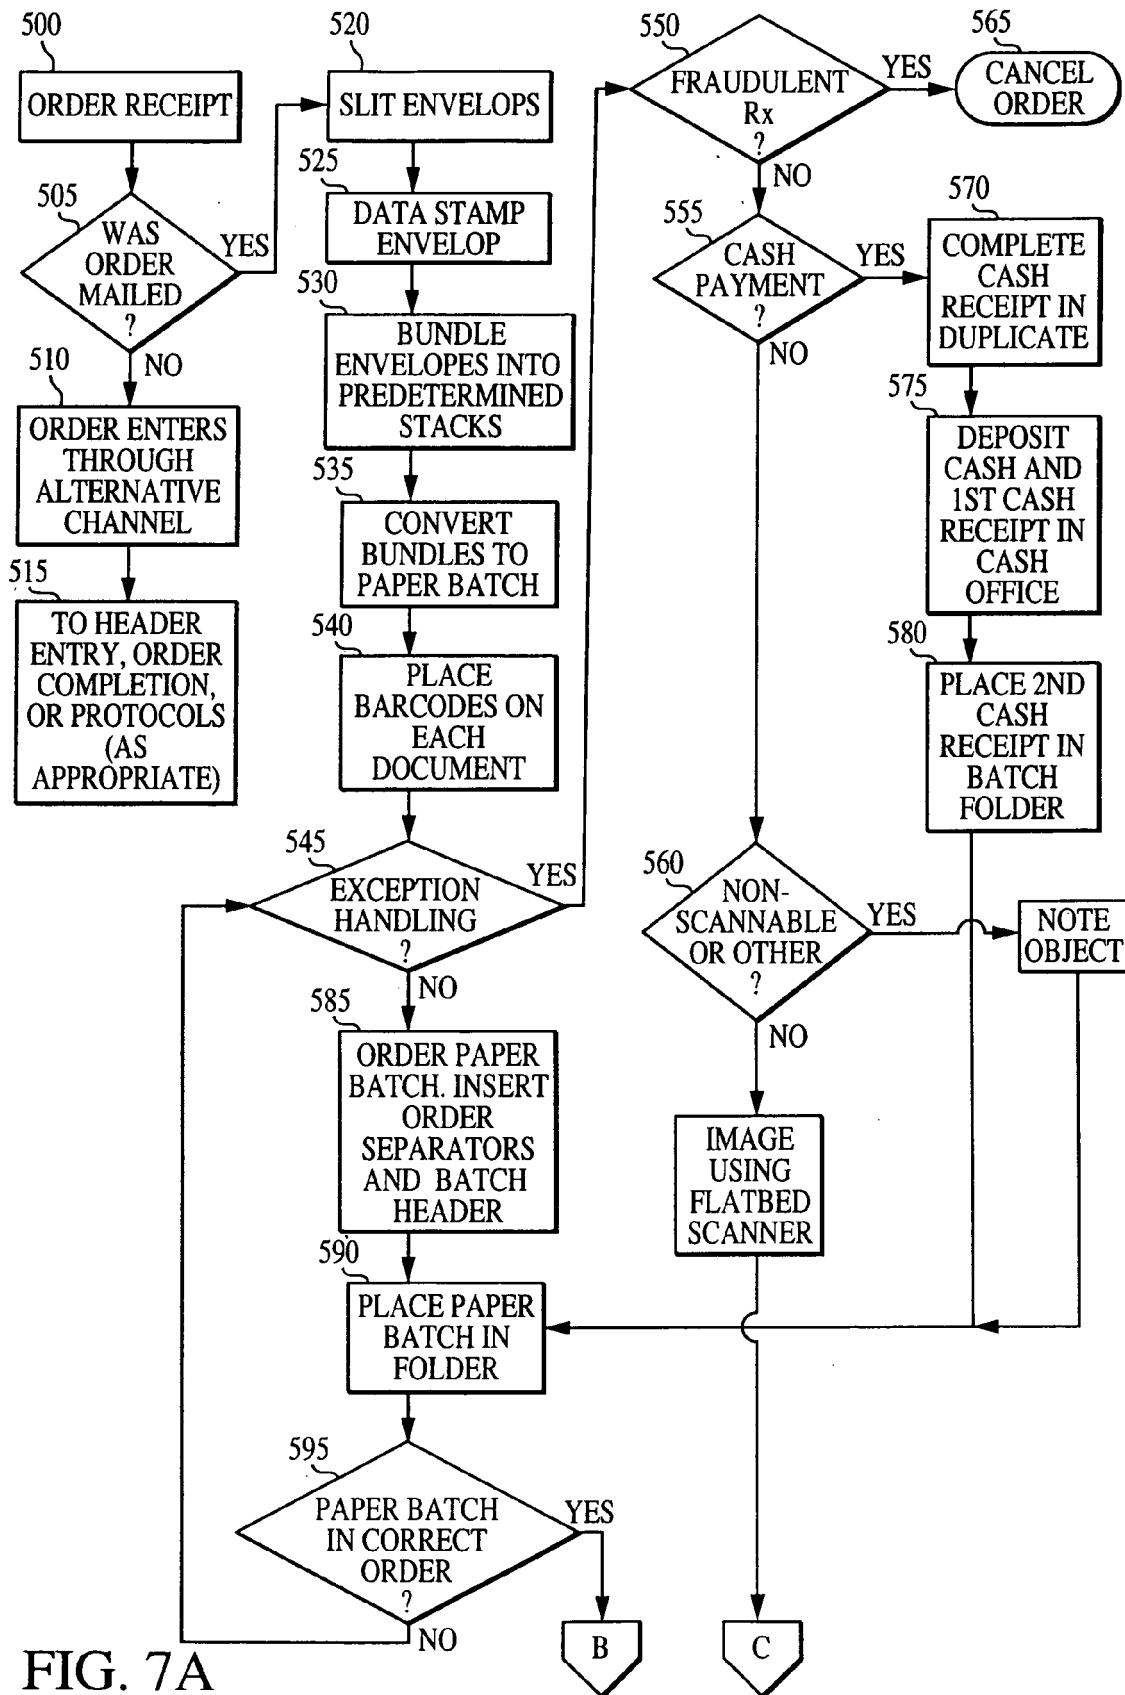 500
ORDER RECEIPT
505
WAS
ORDER
MAILED
?
YES
NO
510
ORDER ENTERS
THROUGH
ALTERNATIVE
CHANNEL
515
TO HEADER
ENTRY, ORDER
COMPLETION,
OR PROTOCOLS
(AS
APPROPRIATE)
520
SLIT ENVELOPS
525
DATA STAMP
ENVELOP
530
BUNDLE
ENVELOPES INTO
PREDETERMINED
STACKS
535
CONVERT
BUNDLES TO
PAPER BATCH
540
PLACE
BARCODES ON
EACH
DOCUMENT
545
EXCEPTION
HANDLING
?
YES
NO
585
ORDER PAPER
BATCH. INSERT
ORDER
SEPARATORS
AND BATCH
HEADER
590
PLACE PAPER
BATCH IN
FOLDER
595
PAPER BATCH
IN CORRECT
ORDER
?
YES
NO
B
550
FRAUDULENT
Rx
?
YES
NO
565
CANCEL
ORDER
555
CASH
PAYMENT
?
YES
NO
570
COMPLETE
CASH
RECEIPT IN
DUPLICATE
575
DEPOSIT
CASH AND
1ST CASH
RECEIPT IN
CASH
OFFICE
580
PLACE 2ND
CASH
RECEIPT IN
BATCH
FOLDER
560
NON-
SCANNABLE
OR OTHER
?
YES
NO
NOTE
OBJECT
IMAGE
USING
FLATBED
SCANNER
C
FIG. 7A